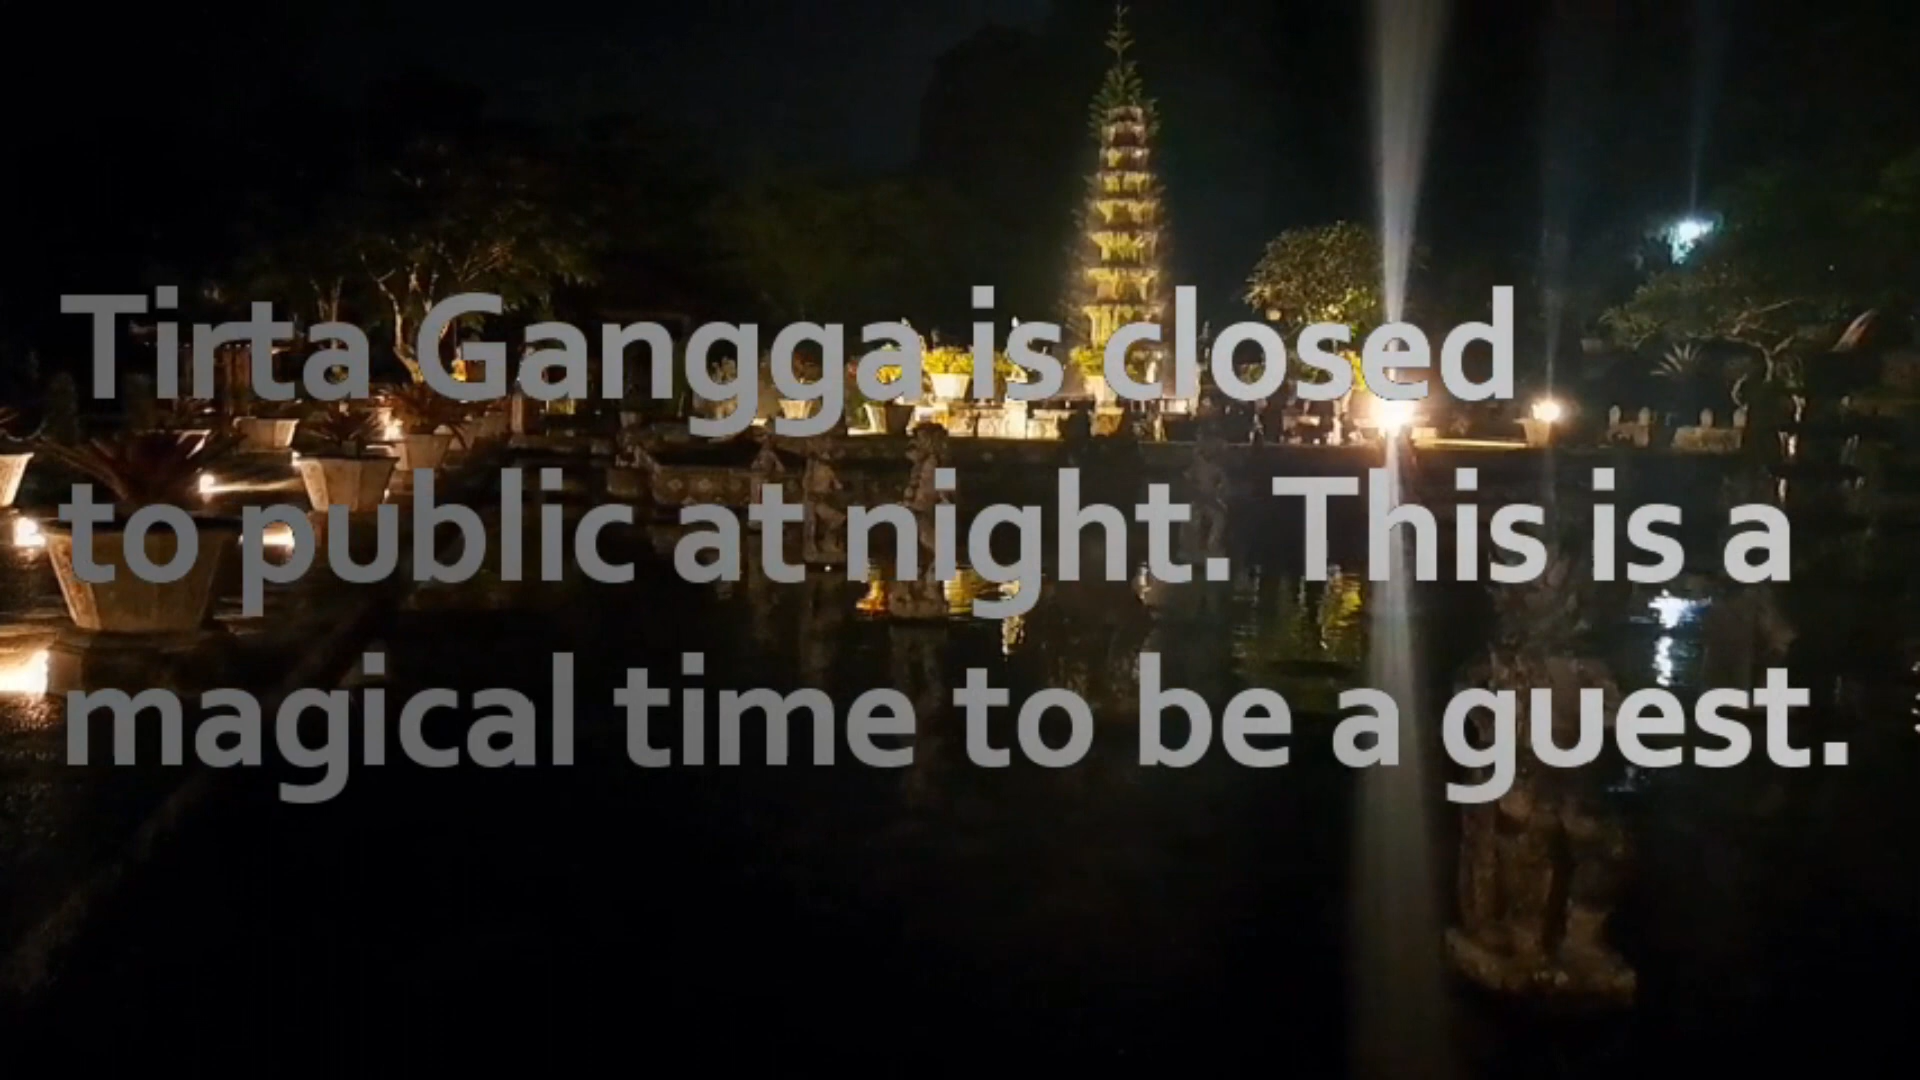 Tirta Gangga is closed
to public at night. This is a
magical time to be a guest.